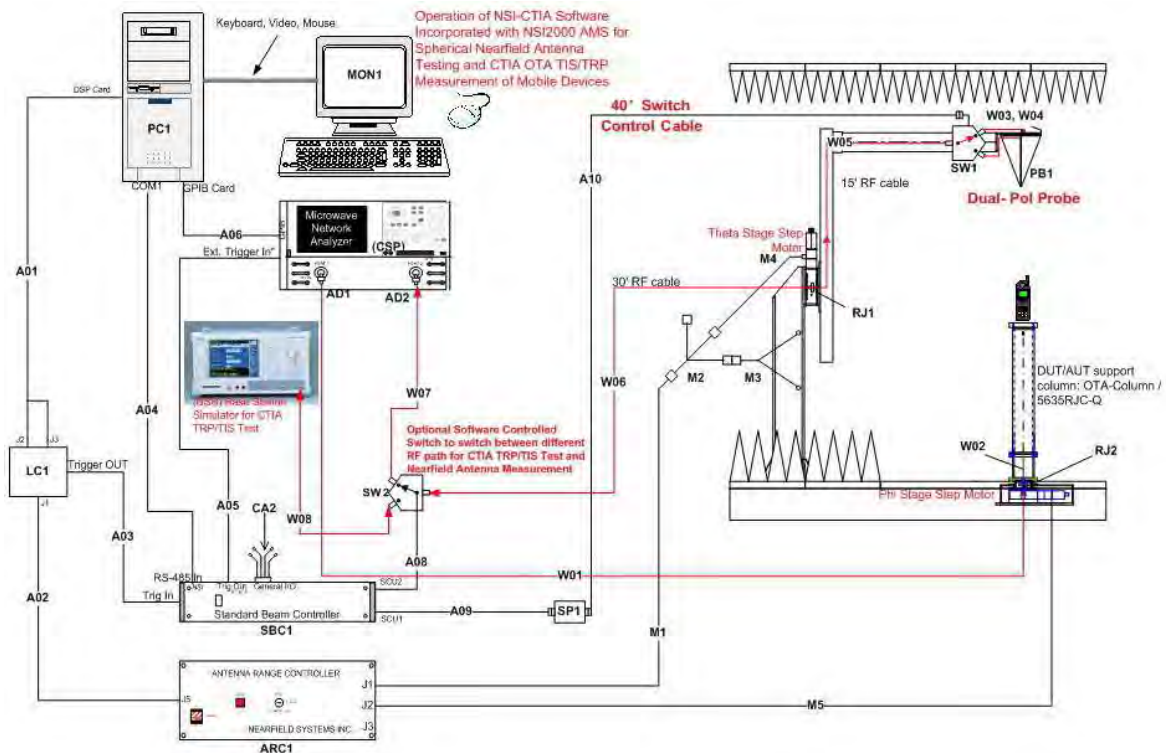 Keyboard, Video, Mouse
Operation of NSI-CTIA Software
Incorporated with NSI2000 AMS for
Spherical Nearfield Antenna
Testing and CTIA OTA TIS/TRP
Measurement of Mobile Devices
MON1
DSP Card
PC1
COM1
GPIB Card
40' Switch
Control Cable
W03, W04
W05
SW1
PB1
Dual- Pol Probe
A10
15' RF cable
A06
Microwave
Network
Analyzer
(CSP)
Ext. Trigger In"
AD1
AD2
A01
Theta Stage Step
Moter
M4
30' RF cable
RJ1
M2
M3
W06
W07
DUT/AUT support
column: OTA-Column /
5635RJC-Q
Base Station
Simulator for CTIA
TRP/TIS Test
A04
Optional Software Controlled
Switch to switch between different
RF path for CTIA TRP/TIS Test and
Nearfield Antenna Measurement
W02
RJ2
Phi Stage Step Motor
J2
J3
LC1
Trigger OUT
J1
SW2
A05
CA2
W08
A03
A08
W01
RS-485 In
General I/O
SCU2
A02
Trig In
Standard Beam Controller
SCU1
A09
SP1
SBC1
M1
ANTENNA RANGE CONTROLLER
J1
J5
J2
M5
NEARFIELD SYSTEMS INC
J3
ARC1